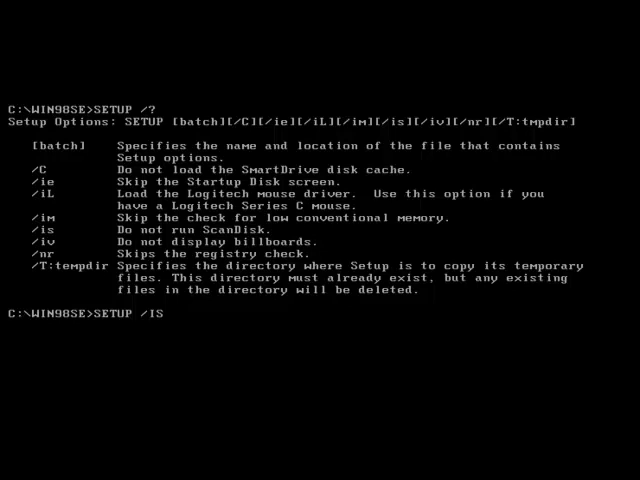 C:\WIN98SE>SETUP /?
Setup Options: SETUP [batch][/C][/ie][/iL][/im][/is][/iv][/nr][/T:tmpdir]
[batch] Specifies the name and location of the file that contains
Setup options.
/C Do not load the SmartDrive disk cache.
/ie Skip the Startup Disk screen.
/iL Load the Logitech mouse driver. Use this option if you
have a Logitech Series C mouse.
/im Skip the check for low conventional memory.
/is Do not run ScanDisk.
/iv Do not display billboards.
/nr Skips the registry check.
/T:tempdir Specifies the directory where Setup is to copy its temporary
files. This directory must already exist, but any existing
files in the directory will be deleted.
C:\WIN98SE>SETUP /IS